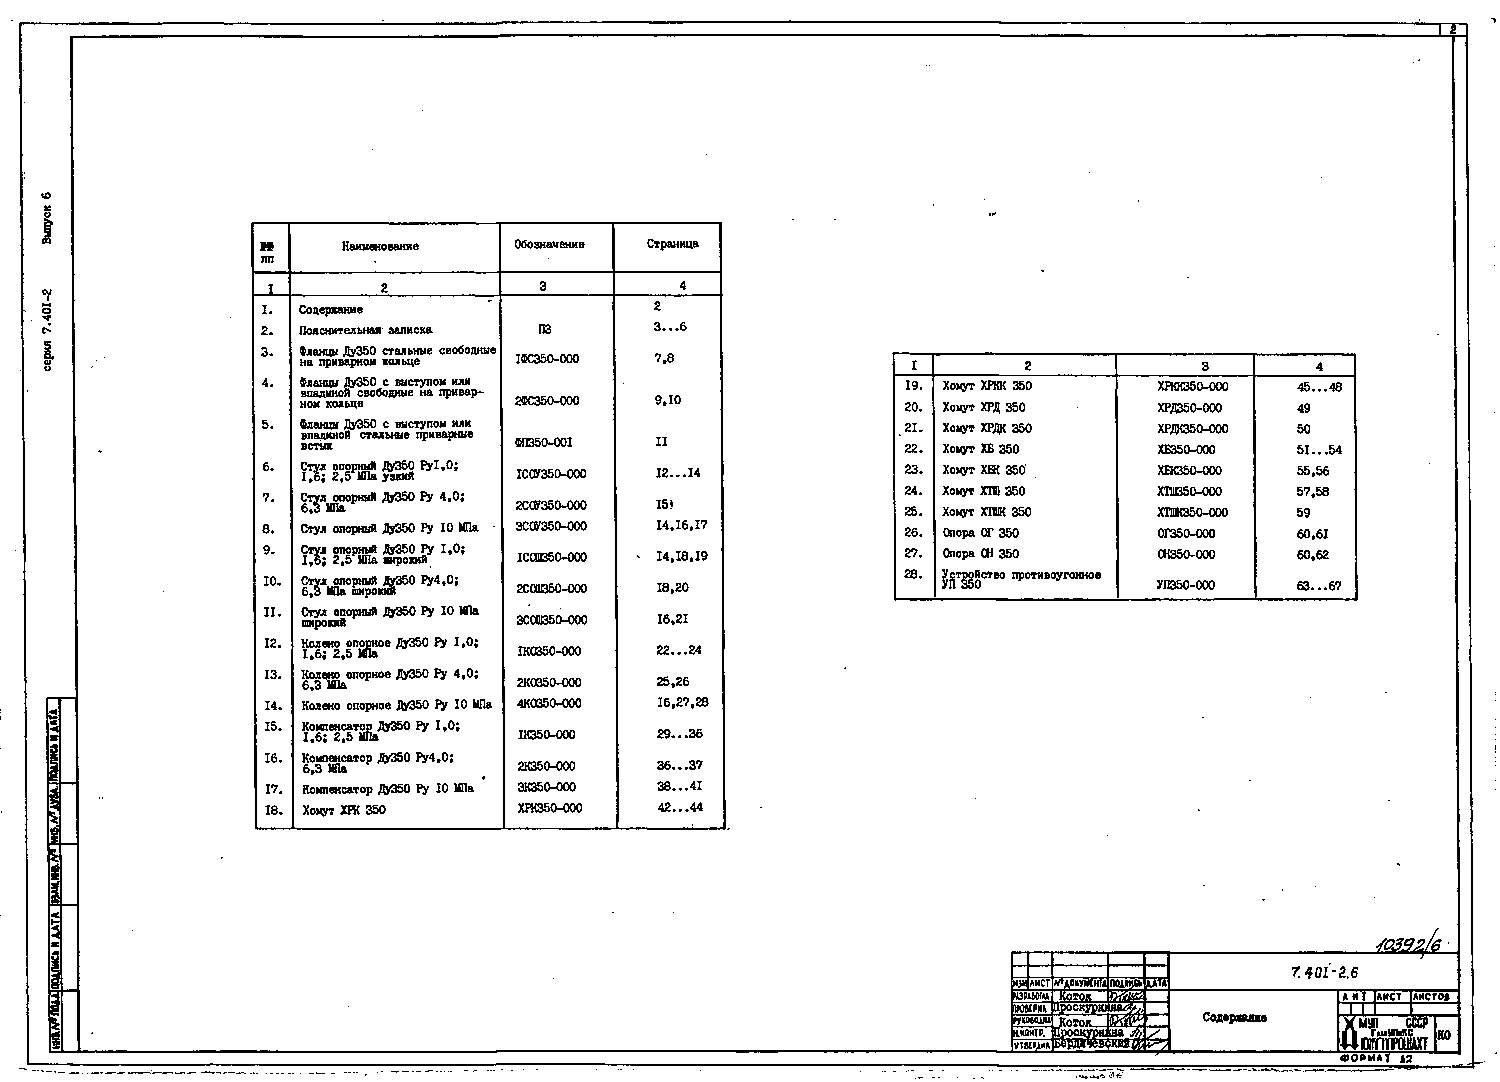 2
серия 7.40I-2 Выпуск 6
№№ пп Наименование Обозначение Страница
I 2 3 4
I. Содержание 2
2. Пояснительная записка ПЗ 3...6
3. Фланцы Ду350 стальные свободные
на приварном кольце 1ФС350-000 7,8
4. Фланцы Ду350 с выступом или
впадиной свободные на привар-
ном кольце 2ФС350-000 9,I0
5. Фланцы Ду350 с выступом или
впадиной стальные приварные
встык ФП350-00I II
6. Стул опорный Ду350 РуI,0;
I,6; 2,5 МПа узкий 1СОУ350-000 I2...I4
7. Стул опорный Ду350 Ру 4,0;
6,3 МПа 2СОУ350-000 I5
8. Стул опорный Ду350 Ру I0 МПа 3СОУ350-000 I4,I6,I7
9. Стул опорный Ду350 Ру I,0;
I,6; 2,5 МПа широкий 1СОШ350-000 I4,I8,I9
I0. Стул опорный Ду350 Ру4,0;
6,3 МПа широкий 2СОШ350-000 I8,20
II. Стул опорный Ду350 Ру I0 МПа
широкий 3СОШ350-000 I6,2I
I2. Колено опорное Ду350 Ру I,0;
I,6; 2,5 МПа 1КО350-000 22...24
I3. Колено опорное Ду350 Ру 4,0;
6,3 МПа 2КО350-000 25,26
I4. Колено опорное Ду350 Ру I0 МПа 4КО350-000 I6,27,28
I5. Компенсатор Ду350 Ру I,0;
I,6; 2,5 МПа 1К350-000 29...36
I6. Компенсатор Ду350 Ру4,0;
6,3 МПа 2К350-000 36...37
I7. Компенсатор Ду350 Ру I0 МПа 3К350-000 38...4I
I8. Хомут ХРК 350 ХРК350-000 42...44
I 2 3 4
I9. Хомут ХРКК 350 ХРКК350-000 45...48
20. Хомут ХРД 350 ХРД350-000 49
2I. Хомут ХРДК 350 ХРДК350-000 50
22. Хомут ХБ 350 ХБ350-000 5I...54
23. Хомут ХБК 350 ХБК350-000 55,56
24. Хомут ХТШ 350 ХТШ350-000 57,58
25. Хомут ХТШК 350 ХТШК350-000 59
26. Опора ОГ 350 ОГ350-000 60,6I
27. Опора ОН 350 ОН350-000 60,62
28. Устройство противоугонное
УП 350 УП350-000 63...67
ИНВ.№ ПОДЛ. ПОДПИСЬ И ДАТА ВЗАМ.ИНВ.№ ИНВ.№ ДУБЛ. ПОДПИСЬ И ДАТА
10392/6
7.40I-2.6
ИЗМ ЛИСТ № ДОКУМЕНТА ПОДПИСЬ ДАТА
РАЗРАБОТАЛ Коток
ПРОВЕРИЛ Проскурнина
РУКОВОДИЛ Коток
Н.КОНТР. Проскурнина
УТВЕРДИЛ Бердичевский
Содержание
ЛИТ ЛИСТ ЛИСТОВ
МУП СССР
ЮЖГИПРОШАХТ
КО
ФОРМАТ А2